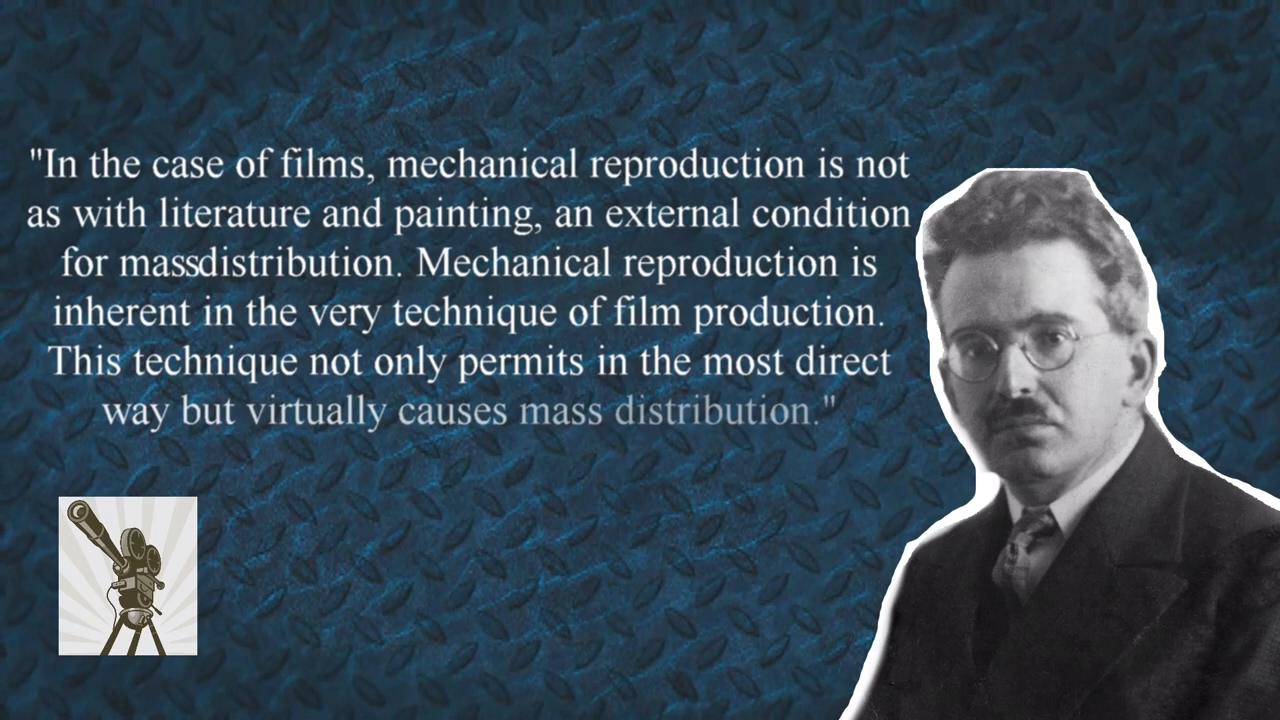 "In the case of films, mechanical reproduction is not
as with literature and painting, an external condition
for massdistribution. Mechanical reproduction is
inherent in the very technique of film production.
This technique not only permits in the most direct
way but virtually causes mass distribution."